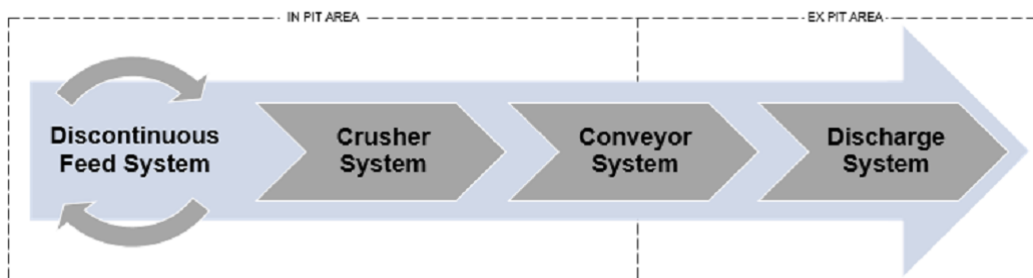 IN PIT AREA
EX PIT AREA
Discontinuous
Feed System
Crusher
System
Conveyor
System
Discharge
System